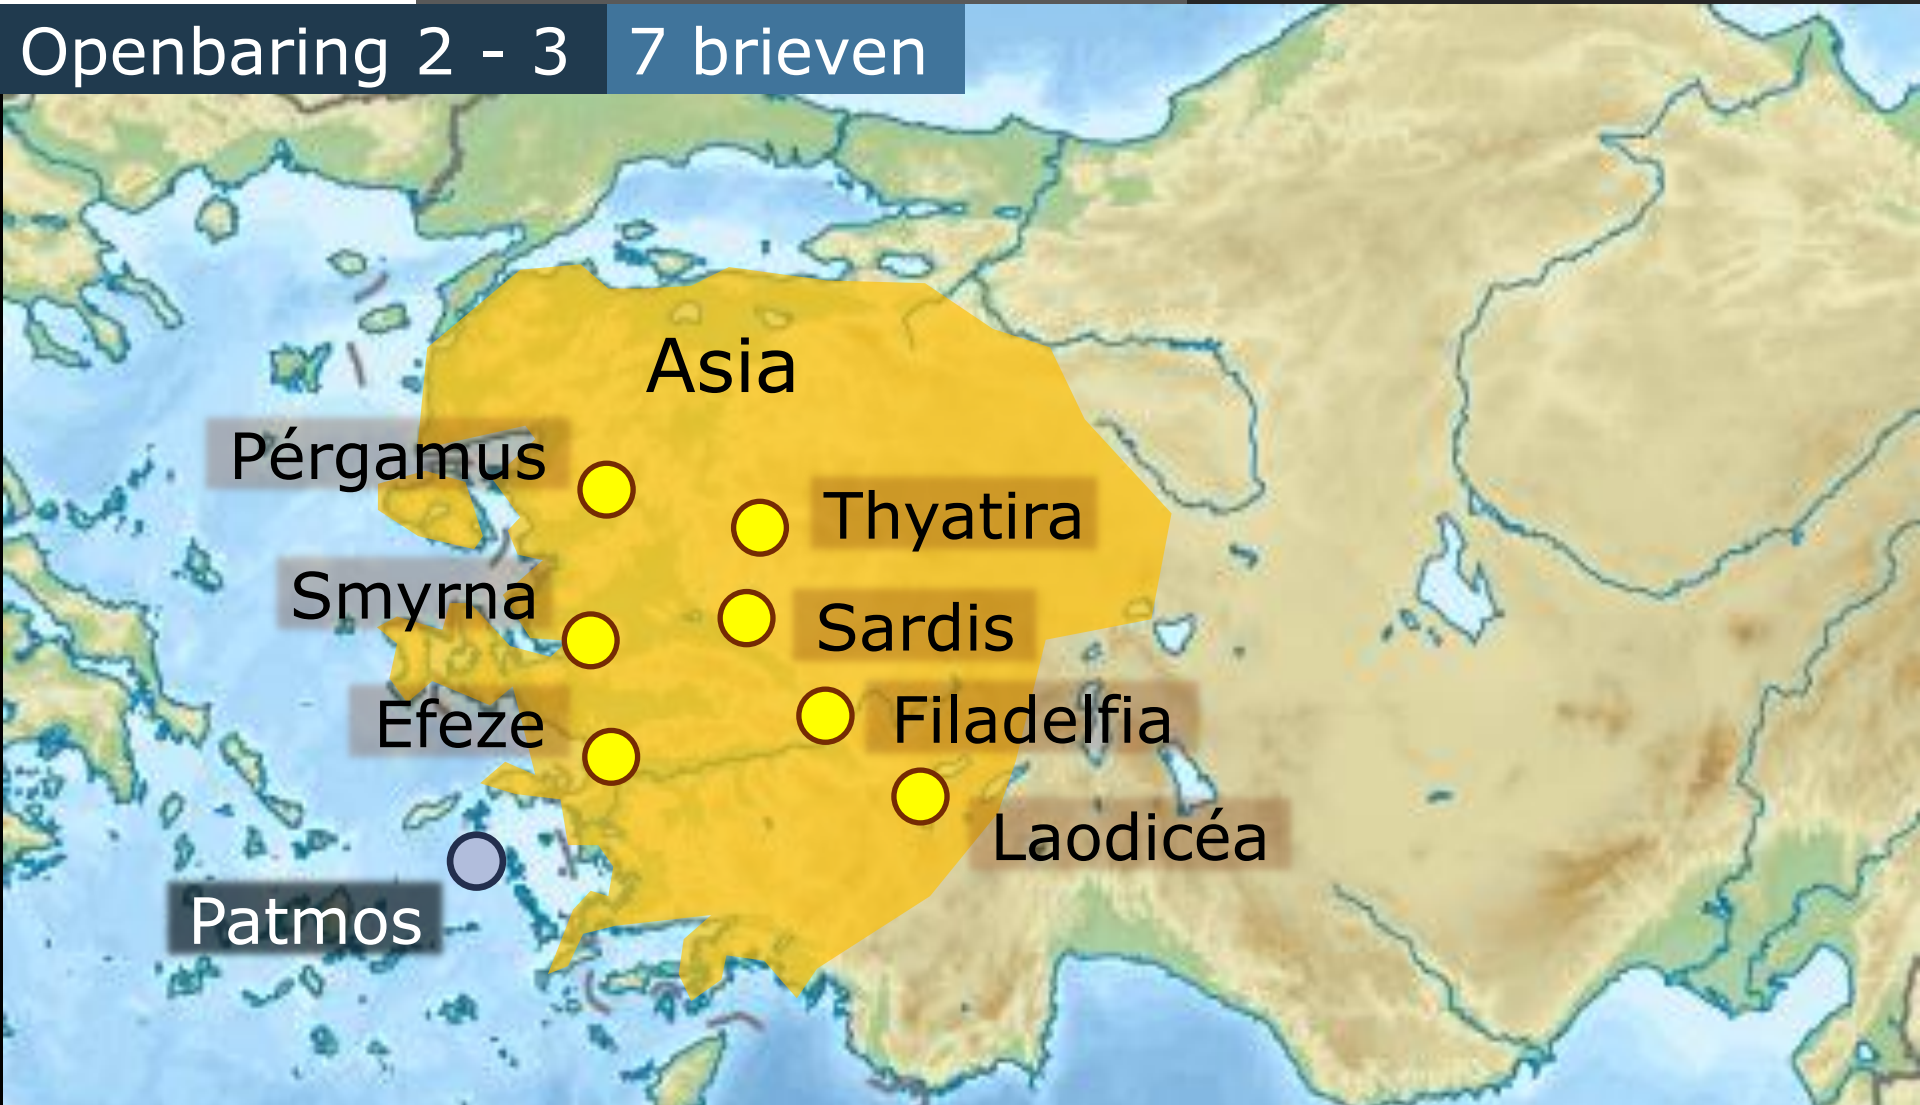 Openbaring 2 - 3 7 brieven
Asia
Pérgamus
Thyatira
Smyrna
Sardis
Efeze
Filadelfia
Laodicéa
Patmos